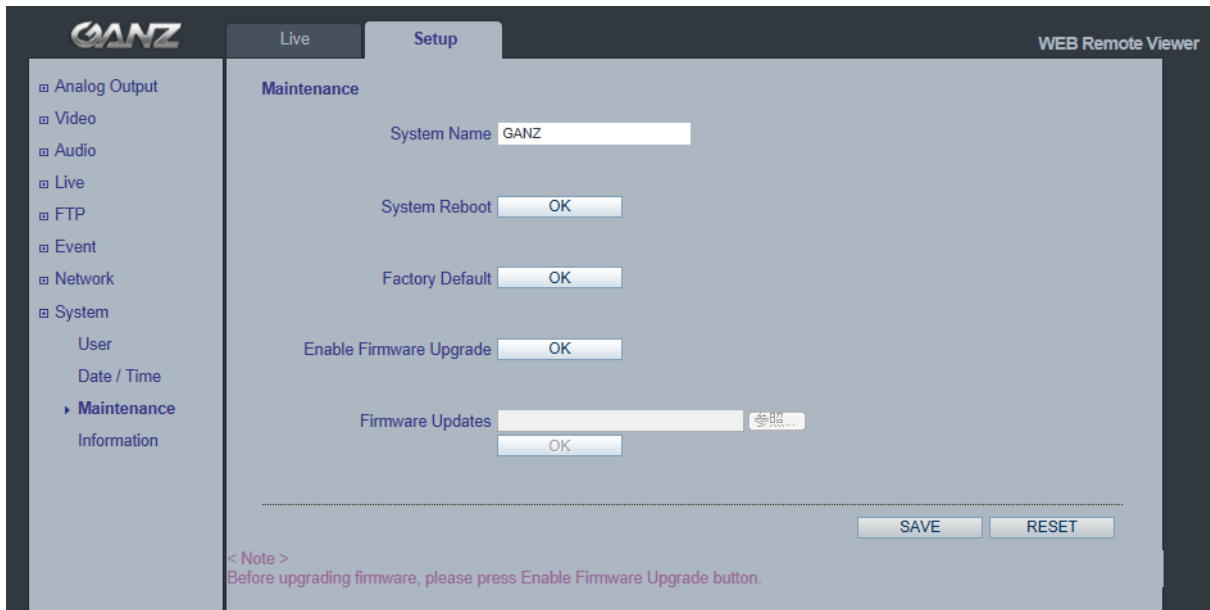 GANZ
Live
Setup
WEB Remote Viewer
Analog Output
Video
Audio
Live
FTP
Event
Network
System
User
Date / Time
Maintenance
Information
Maintenance
System Name GANZ
System Reboot OK
Factory Default OK
Enable Firmware Upgrade OK
Firmware Updates 参照...
OK
SAVE RESET
< Note >
Before upgrading firmware, please press Enable Firmware Upgrade button.